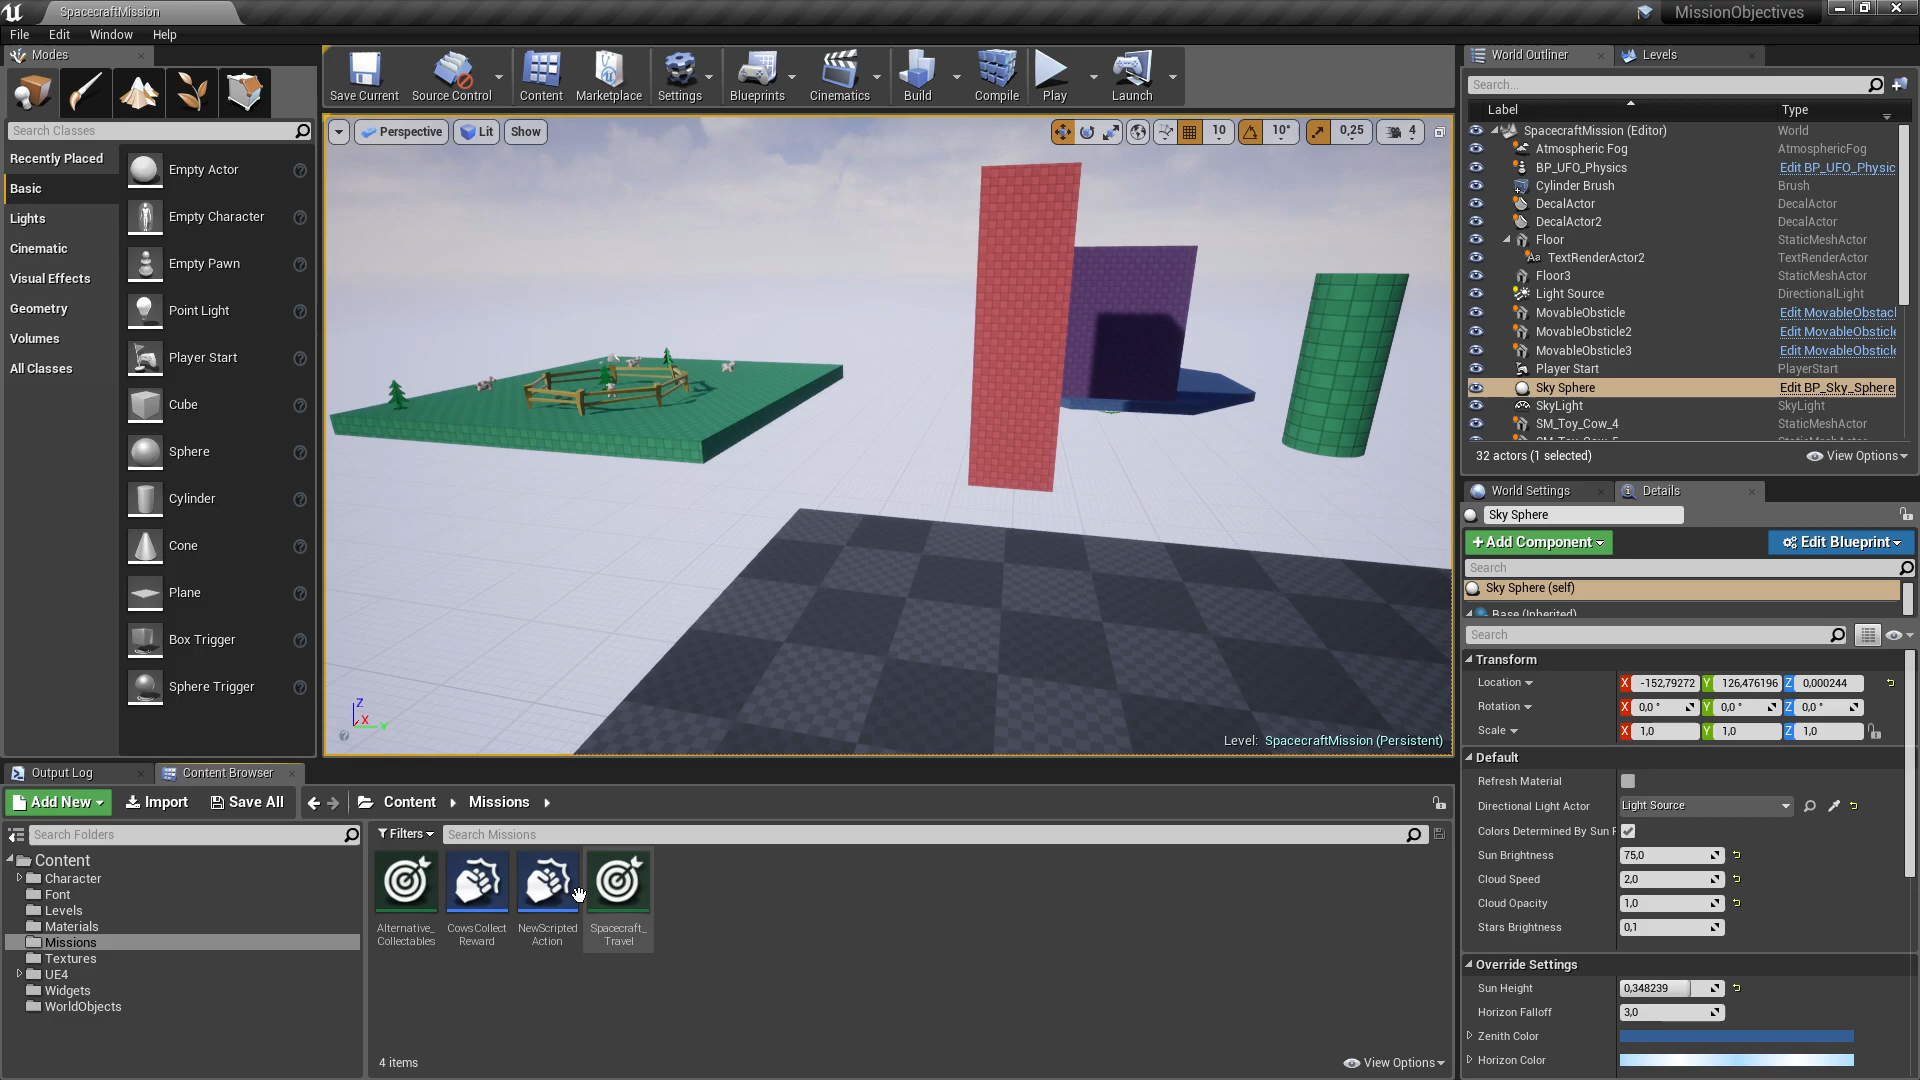 SpacecraftMission
MissionObjectives
File
Edit
Window
Help
Modes
Search Classes
Recently Placed
Basic
Lights
Cinematic
Visual Effects
Geometry
Volumes
All Classes
Empty Actor
Empty Character
Empty Pawn
Point Light
Player Start
Cube
Sphere
Cylinder
Cone
Plane
Box Trigger
Sphere Trigger
Save Current
Source Control
Content
Marketplace
Settings
Blueprints
Cinematics
Build
Compile
Play
Launch
Perspective
Lit
Show
10
10°
0,25
4
Z
X
Y
Level: SpacecraftMission (Persistent)
World Outliner
Levels
Search...
Label
Type
SpacecraftMission (Editor) World
Atmospheric Fog AtmosphericFog
BP_UFO_Physics Edit BP_UFO_Physic
Cylinder Brush Brush
DecalActor DecalActor
DecalActor2 DecalActor
Floor StaticMeshActor
TextRenderActor2 TextRenderActor
Floor3 StaticMeshActor
Light Source DirectionalLight
MovableObsticle Edit MovableObstacl
MovableObsticle2 Edit MovableObsticle
MovableObsticle3 Edit MovableObsticle
Player Start PlayerStart
Sky Sphere Edit BP_Sky_Sphere
SkyLight SkyLight
SM_Toy_Cow_4 StaticMeshActor
32 actors (1 selected)
View Options
World Settings
Details
Sky Sphere
Add Component
Edit Blueprint
Search
Sky Sphere (self)
Base (Inherited)
Search
Transform
Location X -152,79272 Y 126,476196 Z 0,000244
Rotation X 0,0 ° Y 0,0 ° Z 0,0 °
Scale X 1,0 Y 1,0 Z 1,0
Default
Refresh Material
Directional Light Actor Light Source
Colors Determined By Sun P
Sun Brightness 75,0
Cloud Speed 2,0
Cloud Opacity 1,0
Stars Brightness 0,1
Override Settings
Sun Height 0,348239
Horizon Falloff 3,0
Zenith Color
Horizon Color
Output Log
Content Browser
Add New
Import
Save All
Content
Missions
Search Folders
Filters
Search Missions
Content
Character
Font
Levels
Materials
Missions
Textures
UE4
Widgets
WorldObjects
Alternative_
Collectables
CowsCollect
Reward
NewScripted
Action
Spacecraft_
Travel
4 items
View Options